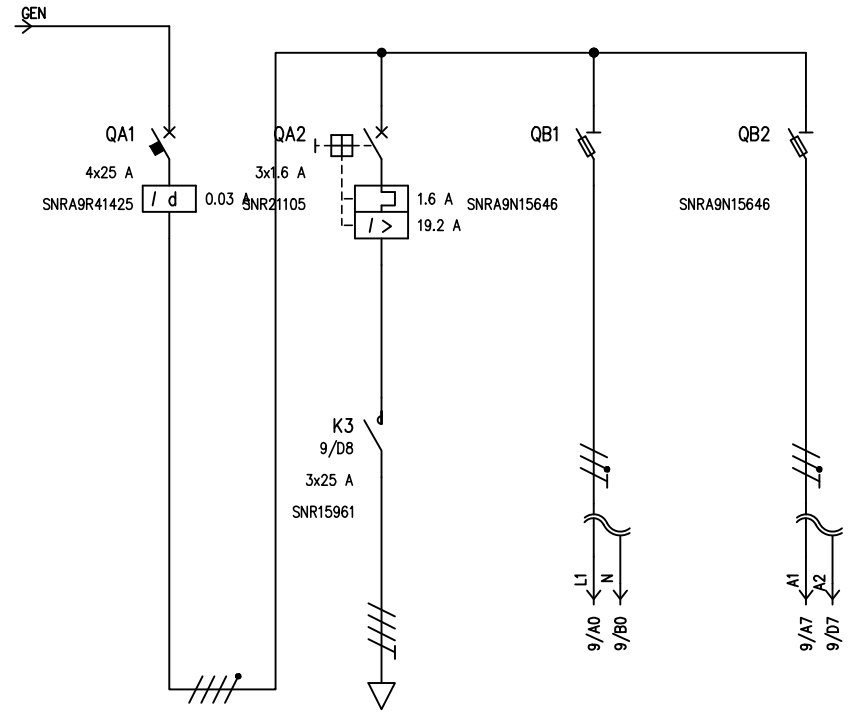 GEN
QA1
4x25 A
SNRA9R41425
I d
0.03 A
QA2
3x1.6 A
SNR21105
1.6 A
I >
19.2 A
QB1
SNRA9N15646
QB2
SNRA9N15646
K3
9/D8
3x25 A
SNR15961
L1
N
9/A0
9/B0
A1
A2
9/A7
9/D7